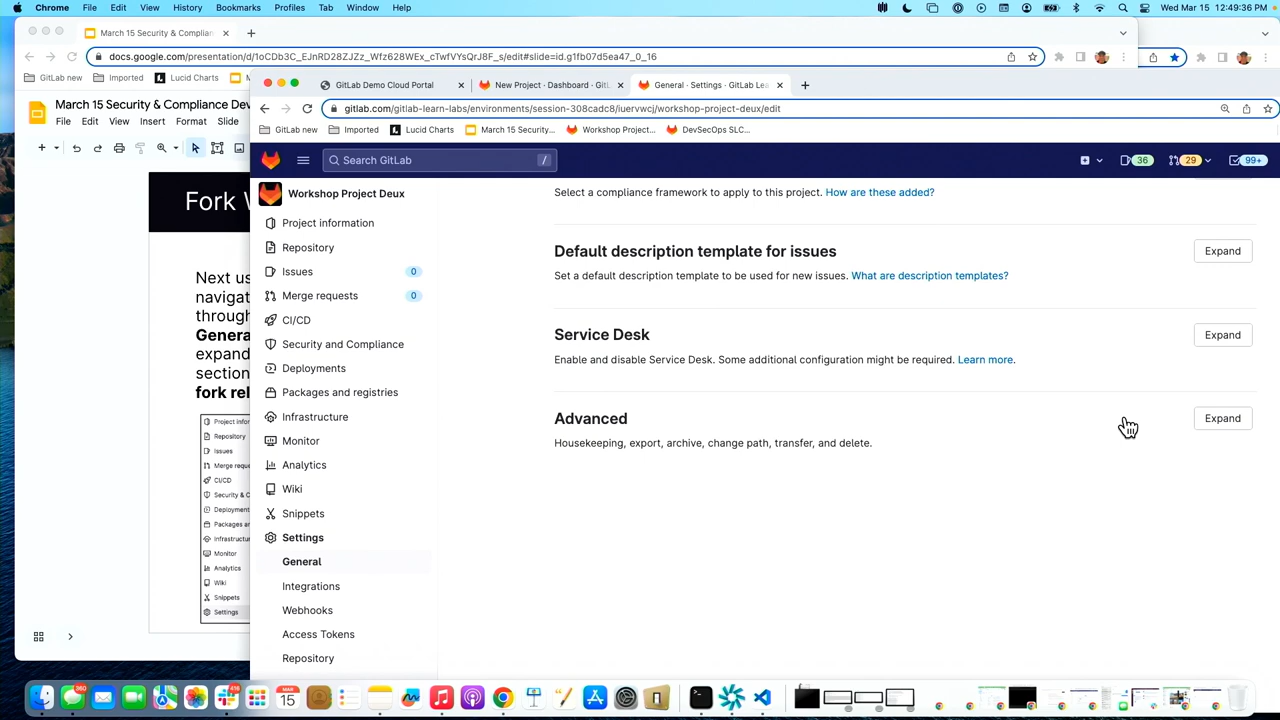 Chrome File Edit View History Bookmarks Profiles Tab Window Help Wed Mar 15 12:49:36 PM
March 15 Security & Complian
docs.google.com/presentation/d/1oCDb3C_EJnRD28ZJZz_Wfz628WEx_cTwfVYsQrJ8F_s/edit#slide=id.g1fb07d5ea47_0_16
GitLab new Imported Lucid Charts M
March 15 Security & Compliance Dev
File Edit View Insert Format Slide
Fork W
Next us
navigat
through
Genera
expand
section
fork rel
Project infor
Repository
Issues
Merge reque
CI/CD
Security & C
Deployment
Packages an
Infrastructu
Monitor
Analytics
Wiki
Snippets
Settings
GitLab Demo Cloud Portal
New Project · Dashboard · GitL
General · Settings · GitLab Lea
gitlab.com/gitlab-learn-labs/environments/session-308cadc8/iuervwcj/workshop-project-deux/edit
GitLab new Imported Lucid Charts March 15 Security... Workshop Project... DevSecOps SLC...
Search GitLab /
36 29 99+
Workshop Project Deux
Project information
Repository
Issues 0
Merge requests 0
CI/CD
Security and Compliance
Deployments
Packages and registries
Infrastructure
Monitor
Analytics
Wiki
Snippets
Settings
General
Integrations
Webhooks
Access Tokens
Repository
Select a compliance framework to apply to this project. How are these added?
Default description template for issues
Expand
Set a default description template to be used for new issues. What are description templates?
Service Desk
Expand
Enable and disable Service Desk. Some additional configuration might be required. Learn more.
Advanced
Expand
Housekeeping, export, archive, change path, transfer, and delete.
360
416
MAR
15